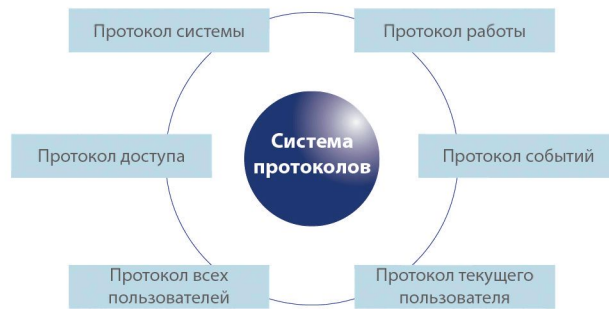 Протокол системы
Протокол работы
Система
протоколов
Протокол доступа
Протокол событий
Протокол всех
пользователей
Протокол текущего
пользователя